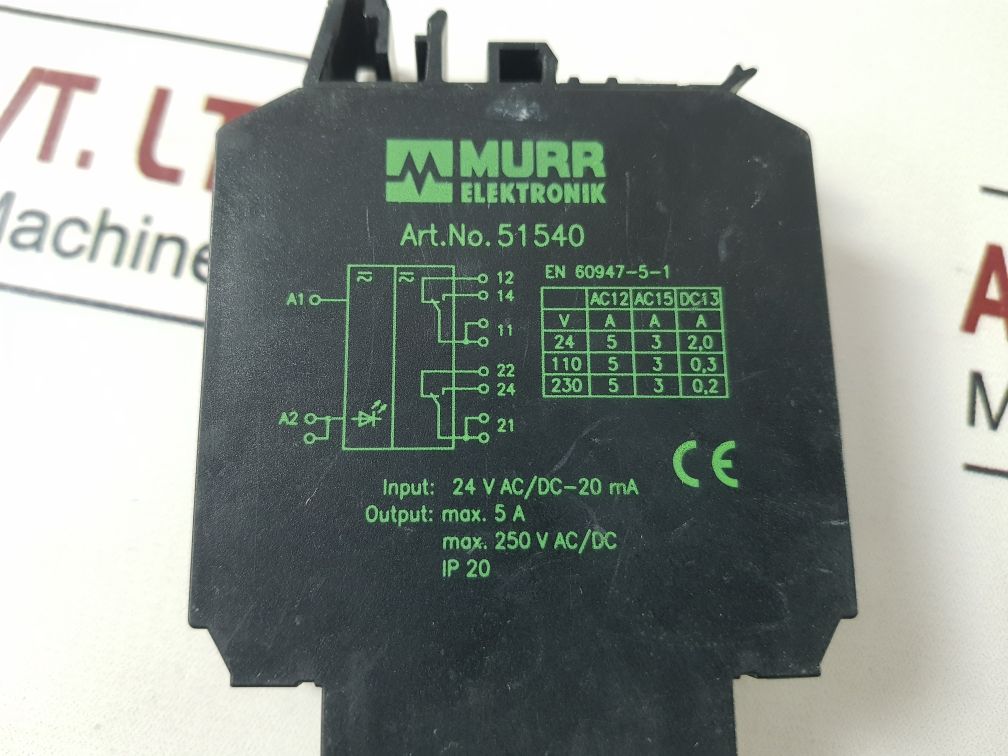 /T. LT
Machine
MURR
ELEKTRONIK
Art.No. 51540
A1
A2
12
14
11
22
24
21
EN 60947-5-1
AC12 AC15 DC13
V A A A
24 5 3 2,0
110 5 3 0,3
230 5 3 0,2
CE
Input: 24 V AC/DC-20 mA
Output: max. 5 A
max. 250 V AC/DC
IP 20
M